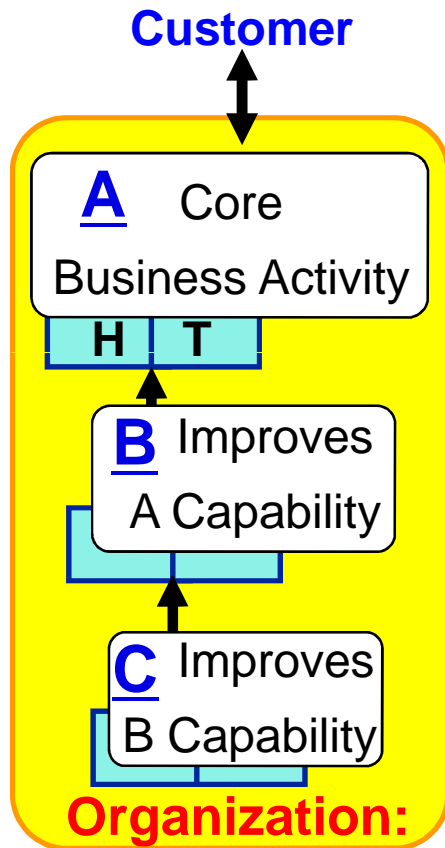 Customer
A Core
Business Activity
H T
B Improves
A Capability
C Improves
B Capability
Organization: